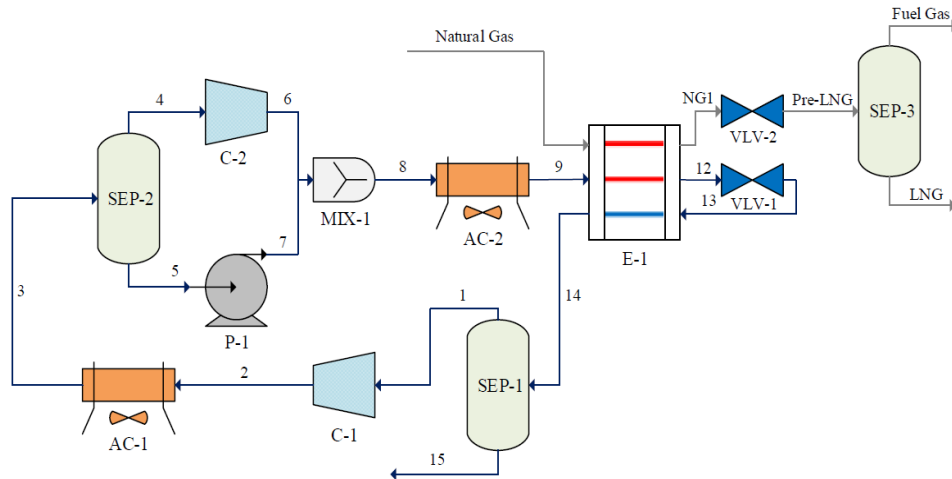 Fuel Gas
Natural Gas
NG1
Pre-LNG
SEP-3
VLV-2
4
6
C-2
SEP-2
8
9
12
13
VLV-1
MIX-1
AC-2
LNG
E-1
7
5
3
P-1
14
1
2
SEP-1
C-1
AC-1
15